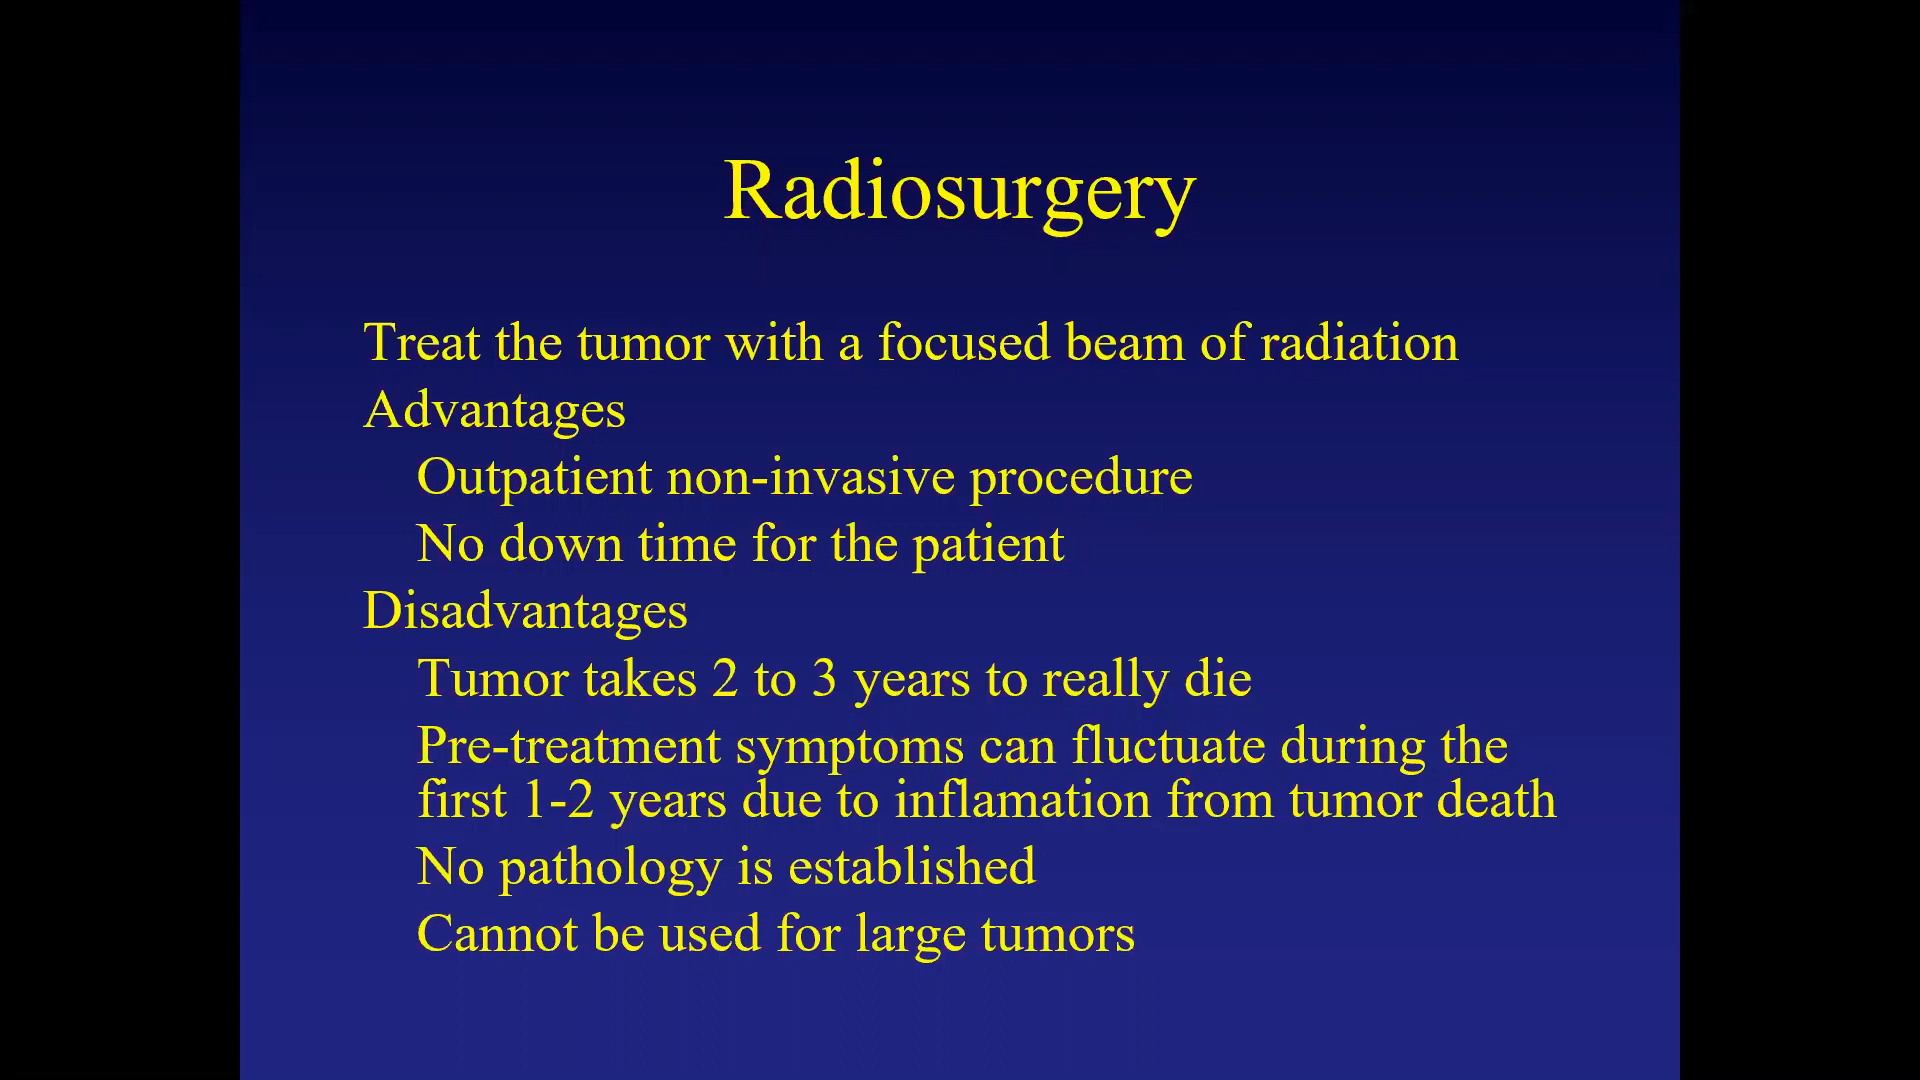 Radiosurgery
Treat the tumor with a focused beam of radiation
Advantages
Outpatient non-invasive procedure
No down time for the patient
Disadvantages
Tumor takes 2 to 3 years to really die
Pre-treatment symptoms can fluctuate during the
first 1-2 years due to inflamation from tumor death
No pathology is established
Cannot be used for large tumors